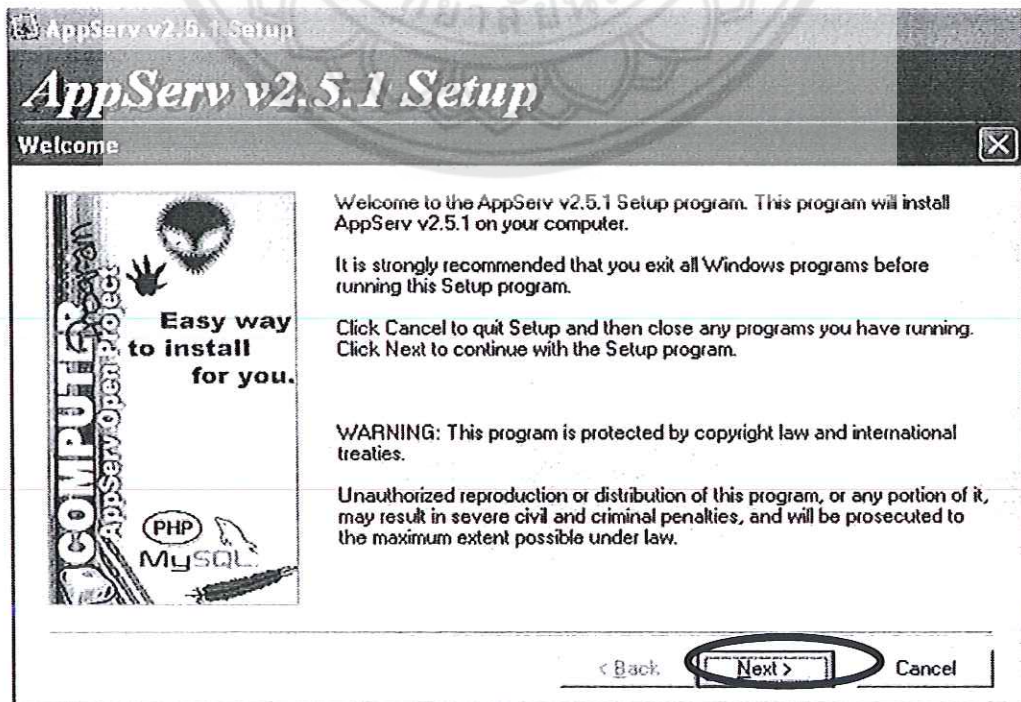 AppServ v2.5.1 Setup
AppServ v2.5.1 Setup
Welcome
Welcome to the AppServ v2.5.1 Setup program. This program will install
AppServ v2.5.1 on your computer.
It is strongly recommended that you exit all Windows programs before
running this Setup program.
Click Cancel to quit Setup and then close any programs you have running.
Click Next to continue with the Setup program.
WARNING: This program is protected by copyright law and international
treaties.
Unauthorized reproduction or distribution of this program, or any portion of it,
may result in severe civil and criminal penalties, and will be prosecuted to
the maximum extent possible under law.
Easy way
to install
for you.
COMPUTER
AppServ Open Project
PHP
MySQL
< Back
Next >
Cancel